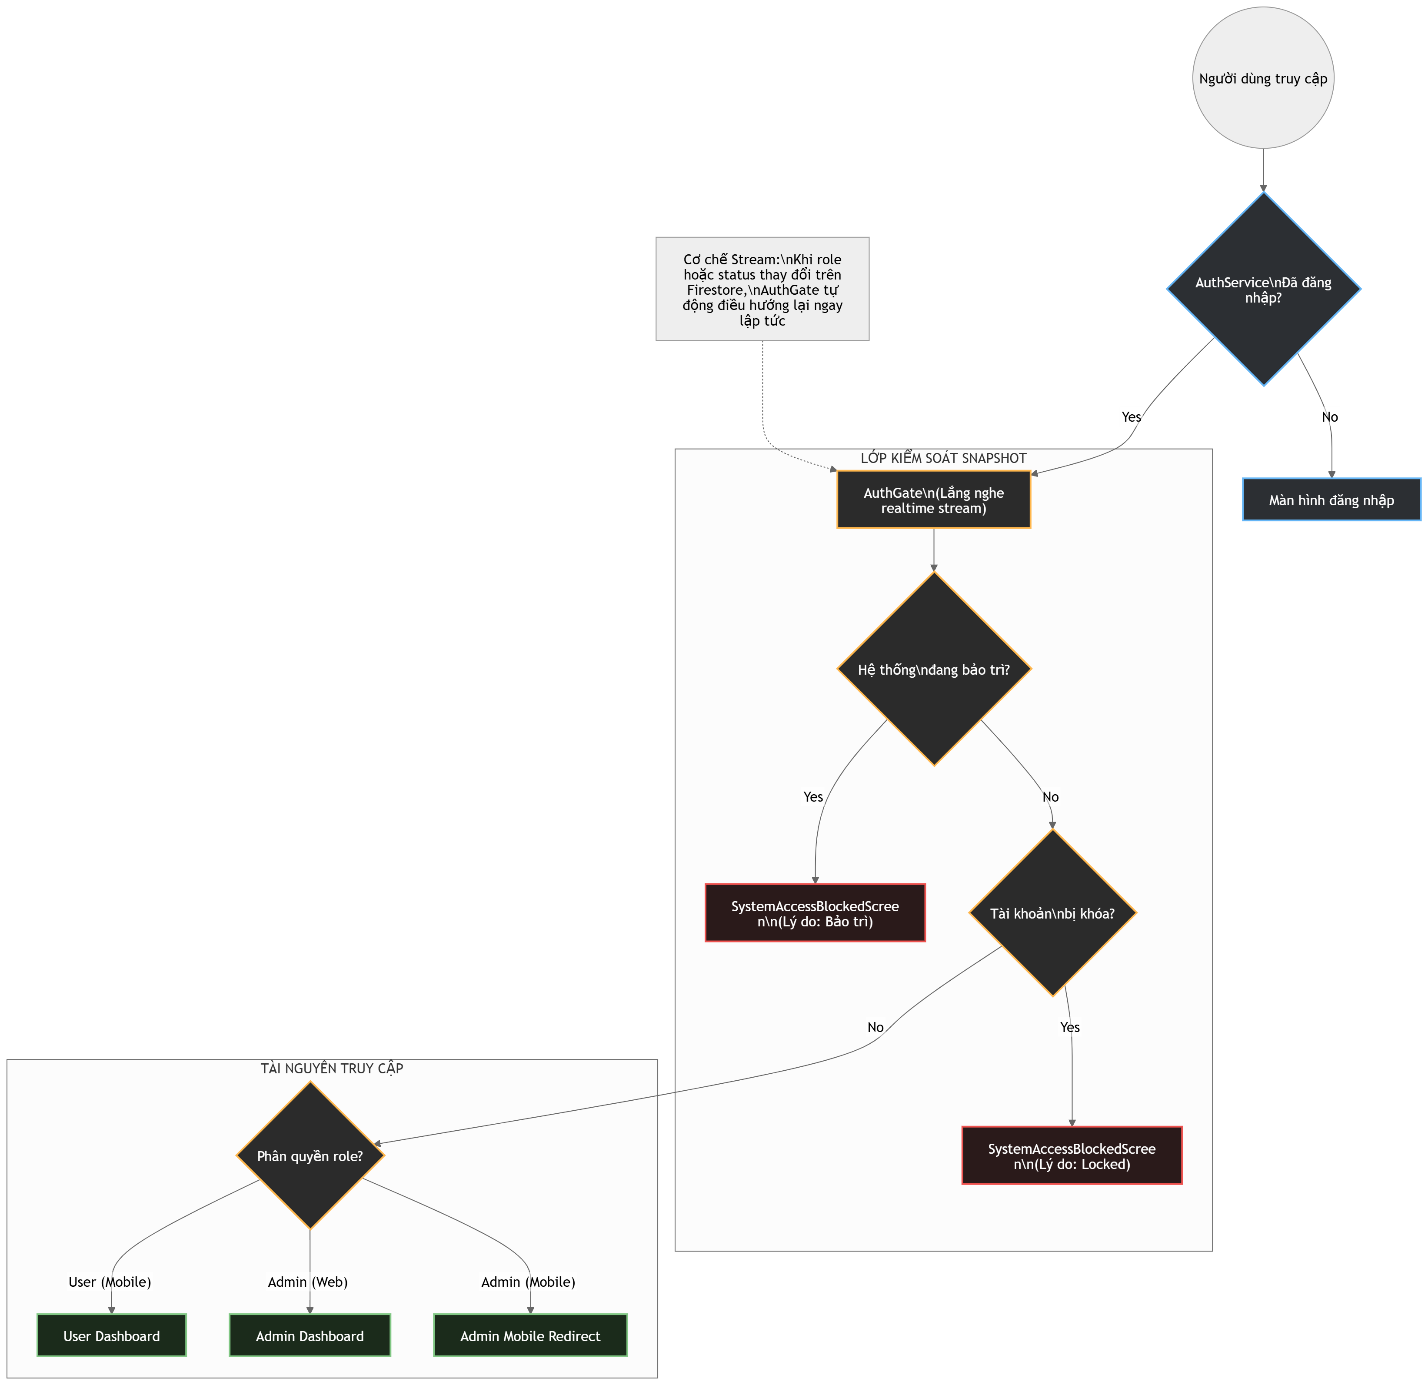 Người dùng truy cập
AuthService\nĐã đăng
nhập?
Cơ chế Stream:\nKhi role
hoặc status thay đổi trên
Firestore,\nAuthGate tự
động điều hướng lại ngay
lập tức
Yes
No
LỚP KIỂM SOÁT SNAPSHOT
AuthGate\n(Lắng nghe
realtime stream)
Màn hình đăng nhập
Hệ thống\nđang bảo trì?
Yes
No
SystemAccessBlockedScree
n\n(Lý do: Bảo trì)
Tài khoản\nbị khóa?
No
Yes
SystemAccessBlockedScree
n\n(Lý do: Locked)
TÀI NGUYÊN TRUY CẬP
Phân quyền role?
User (Mobile)
Admin (Web)
Admin (Mobile)
User Dashboard
Admin Dashboard
Admin Mobile Redirect